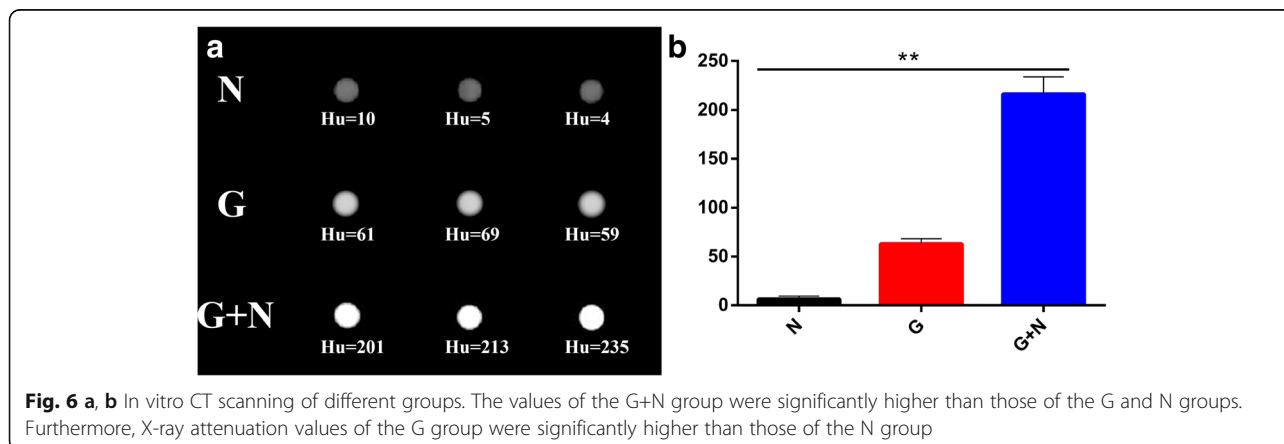 a
N
Hu=10 Hu=5 Hu=4
G
Hu=61 Hu=69 Hu=59
G+N
Hu=201 Hu=213 Hu=235
b
**
250
200
150
100
50
0
N G G+N
Fig. 6 a, b In vitro CT scanning of different groups. The values of the G+N group were significantly higher than those of the G and N groups.
Furthermore, X-ray attenuation values of the G group were significantly higher than those of the N group